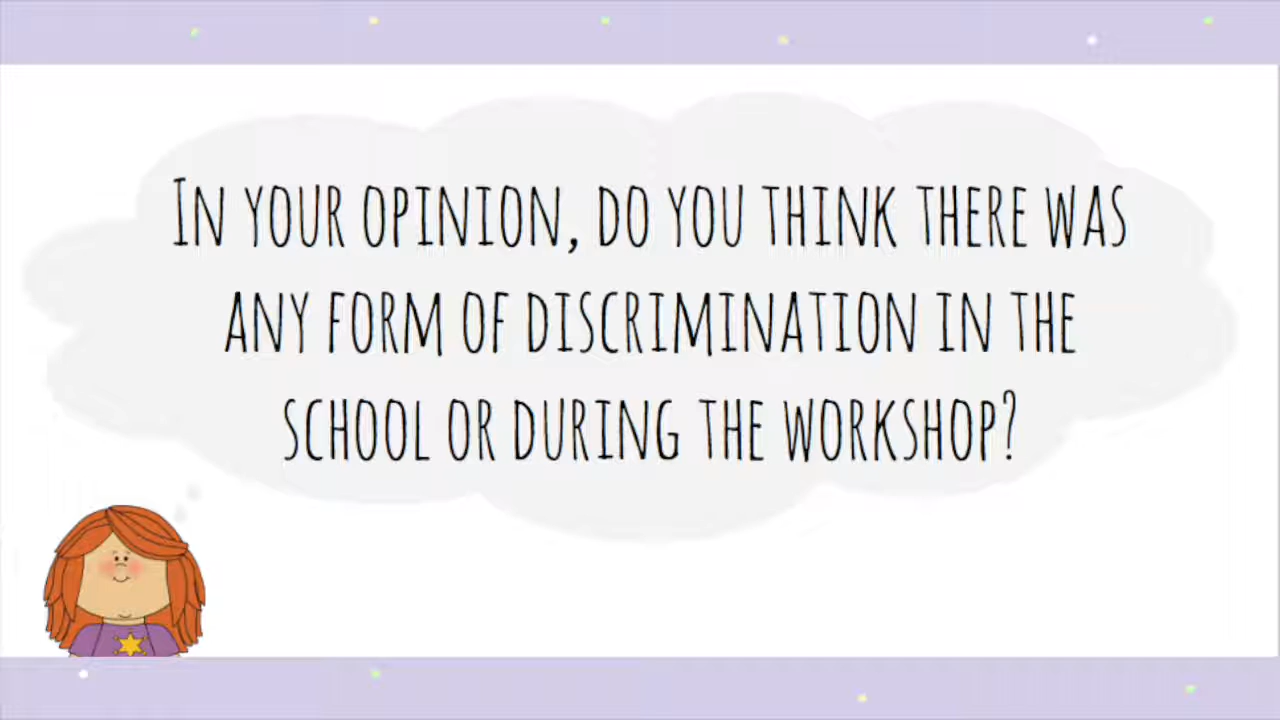 In your opinion, do you think there was
any form of discrimination in the
school or during the workshop?